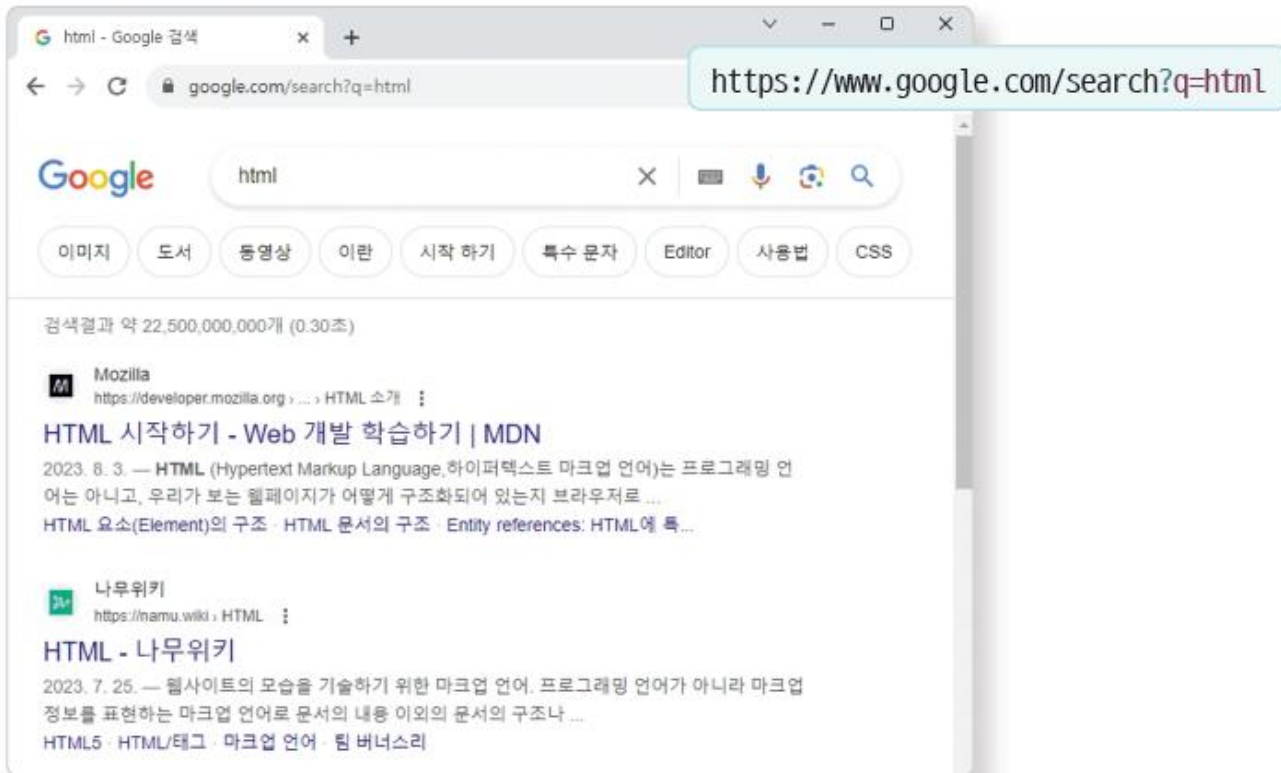 html - Google 검색
google.com/search?q=html
https://www.google.com/search?q=html
Google
html
이미지
도서
동영상
이란
시작 하기
특수 문자
Editor
사용법
CSS
검색결과 약 22,500,000,000개 (0.30초)
Mozilla
https://developer.mozilla.org › ... › HTML 소개
HTML 시작하기 - Web 개발 학습하기 | MDN
2023. 8. 3. — HTML (Hypertext Markup Language,하이퍼텍스트 마크업 언어)는 프로그래밍 언
어는 아니고, 우리가 보는 웹페이지가 어떻게 구조화되어 있는지 브라우저로 ...
HTML 요소(Element)의 구조 · HTML 문서의 구조 · Entity references: HTML에 특...
나무위키
https://namu.wiki › HTML
HTML - 나무위키
2023. 7. 25. — 웹사이트의 모습을 기술하기 위한 마크업 언어. 프로그래밍 언어가 아니라 마크업
정보를 표현하는 마크업 언어로 문서의 내용 이외의 문서의 구조나 ...
HTML5 · HTML/태그 · 마크업 언어 · 팀 버너스리